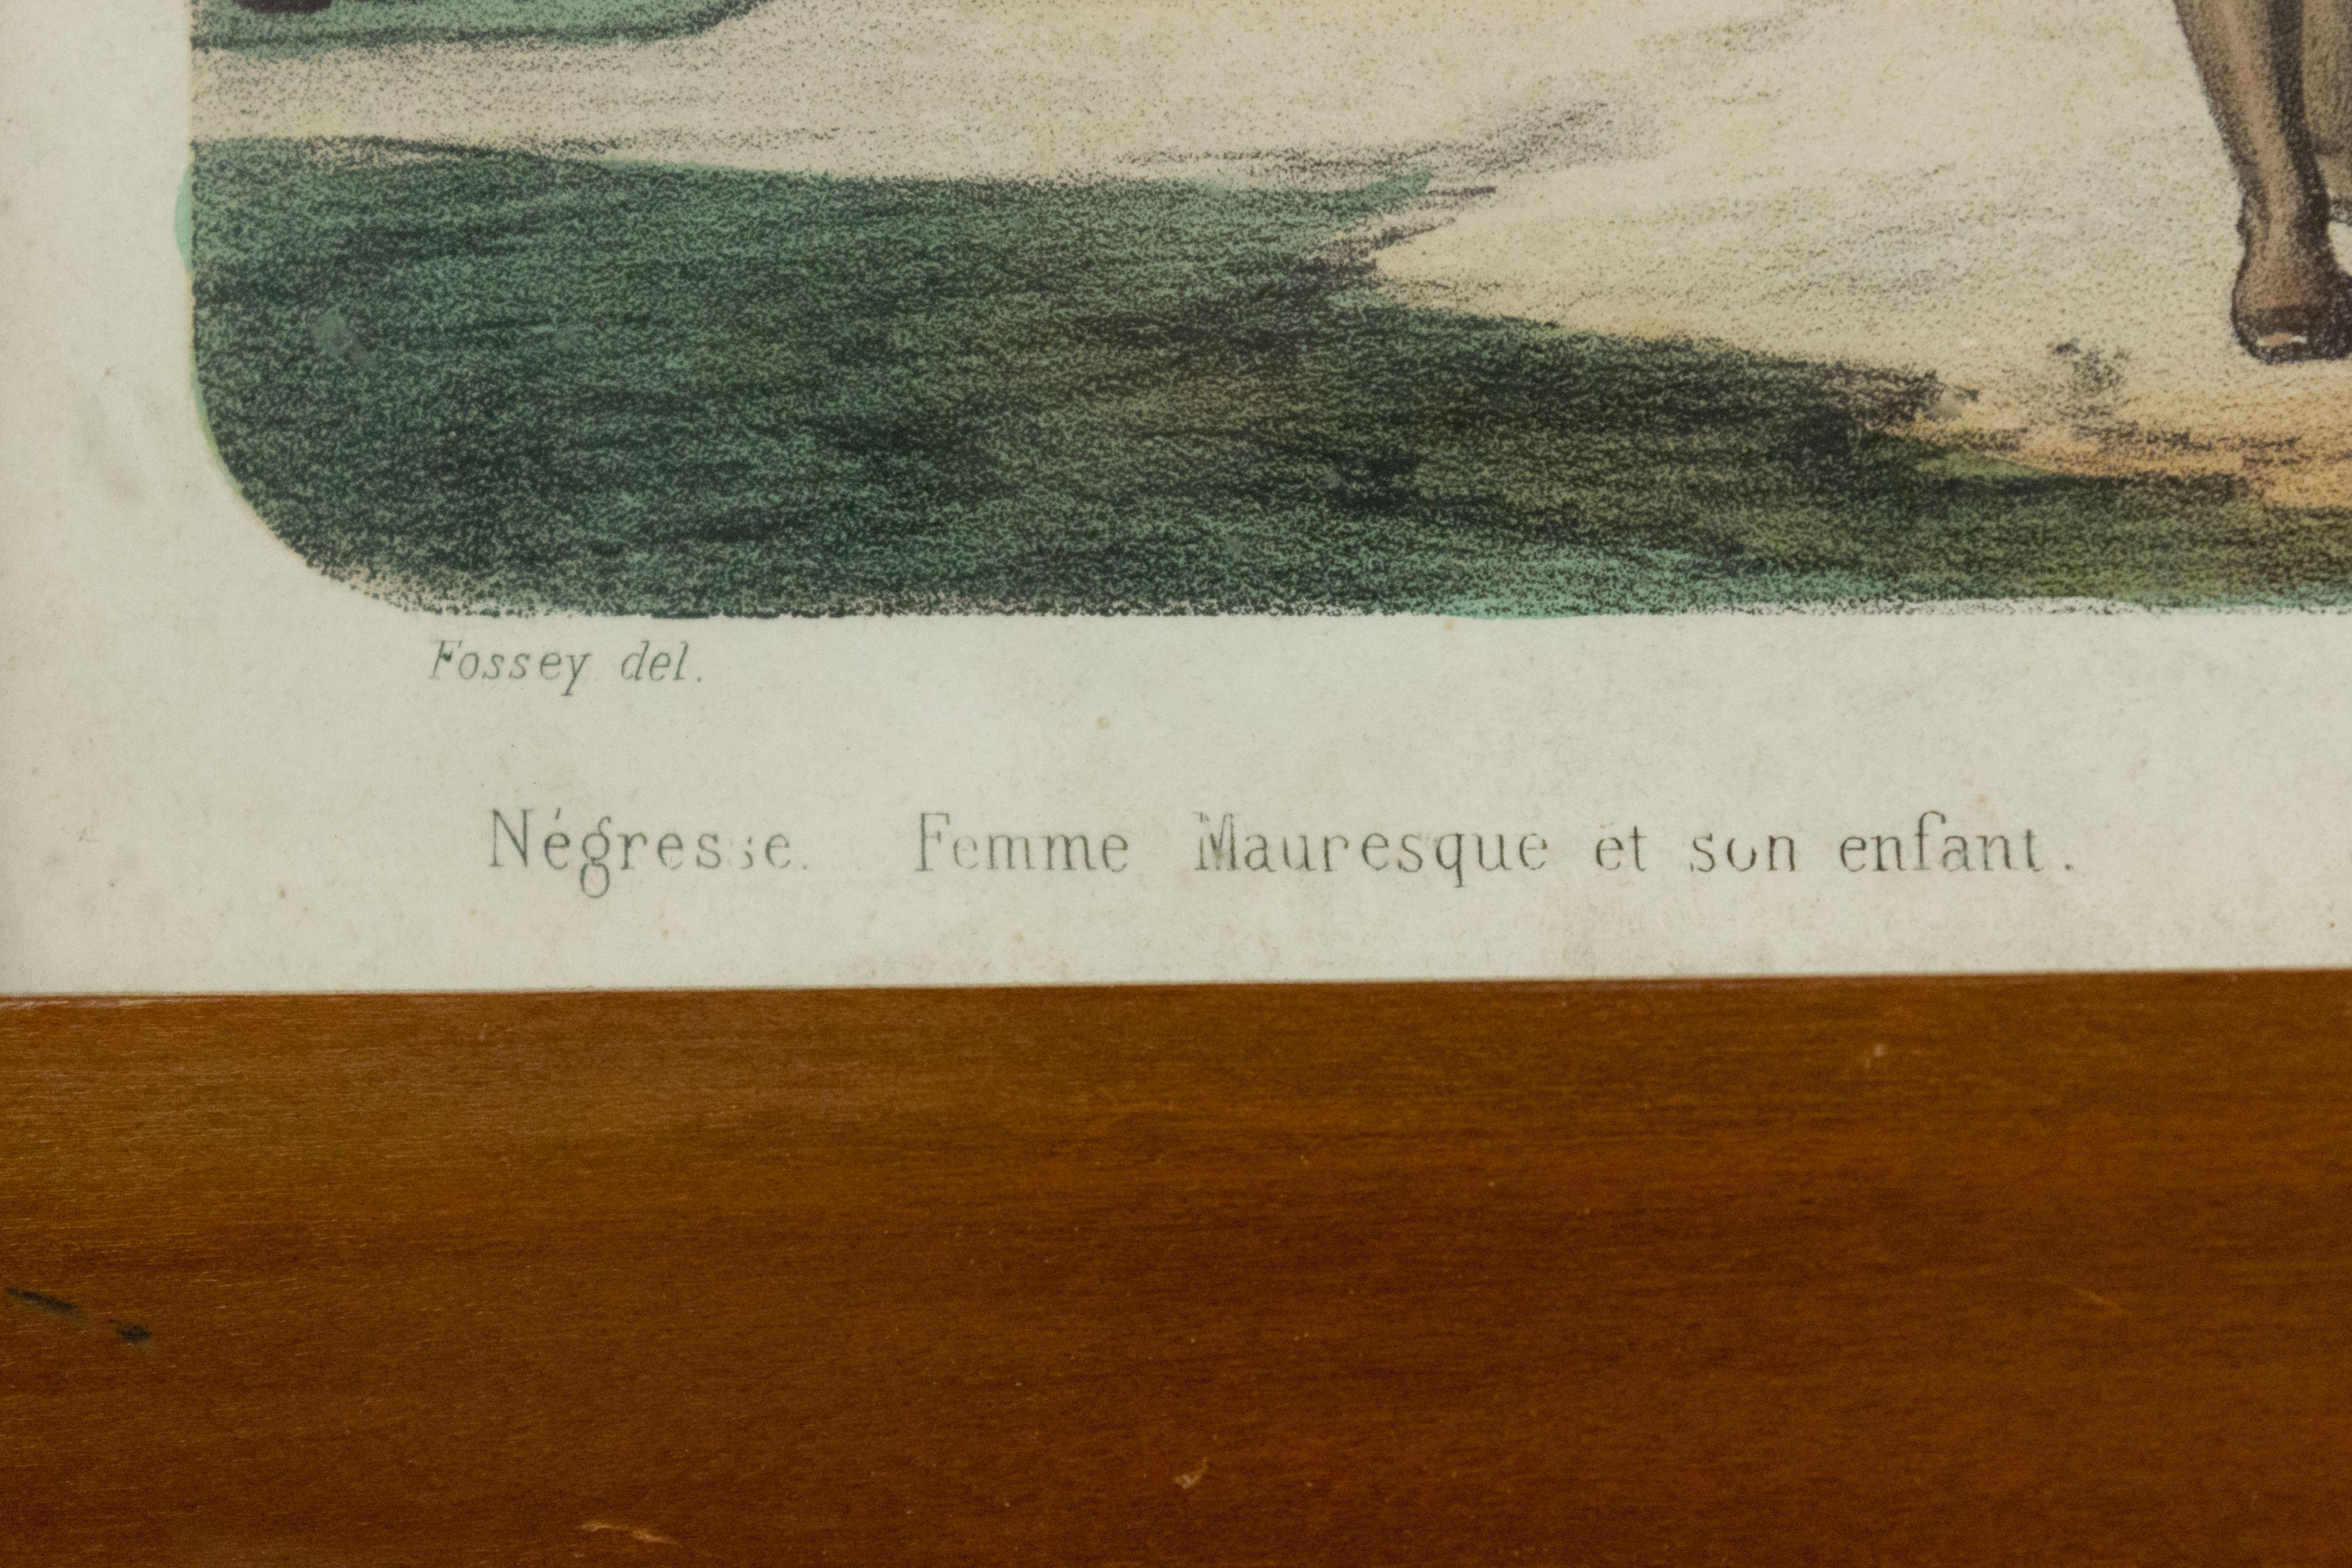 Fossey del.
Négresse. Femme Mauresque et son enfant.